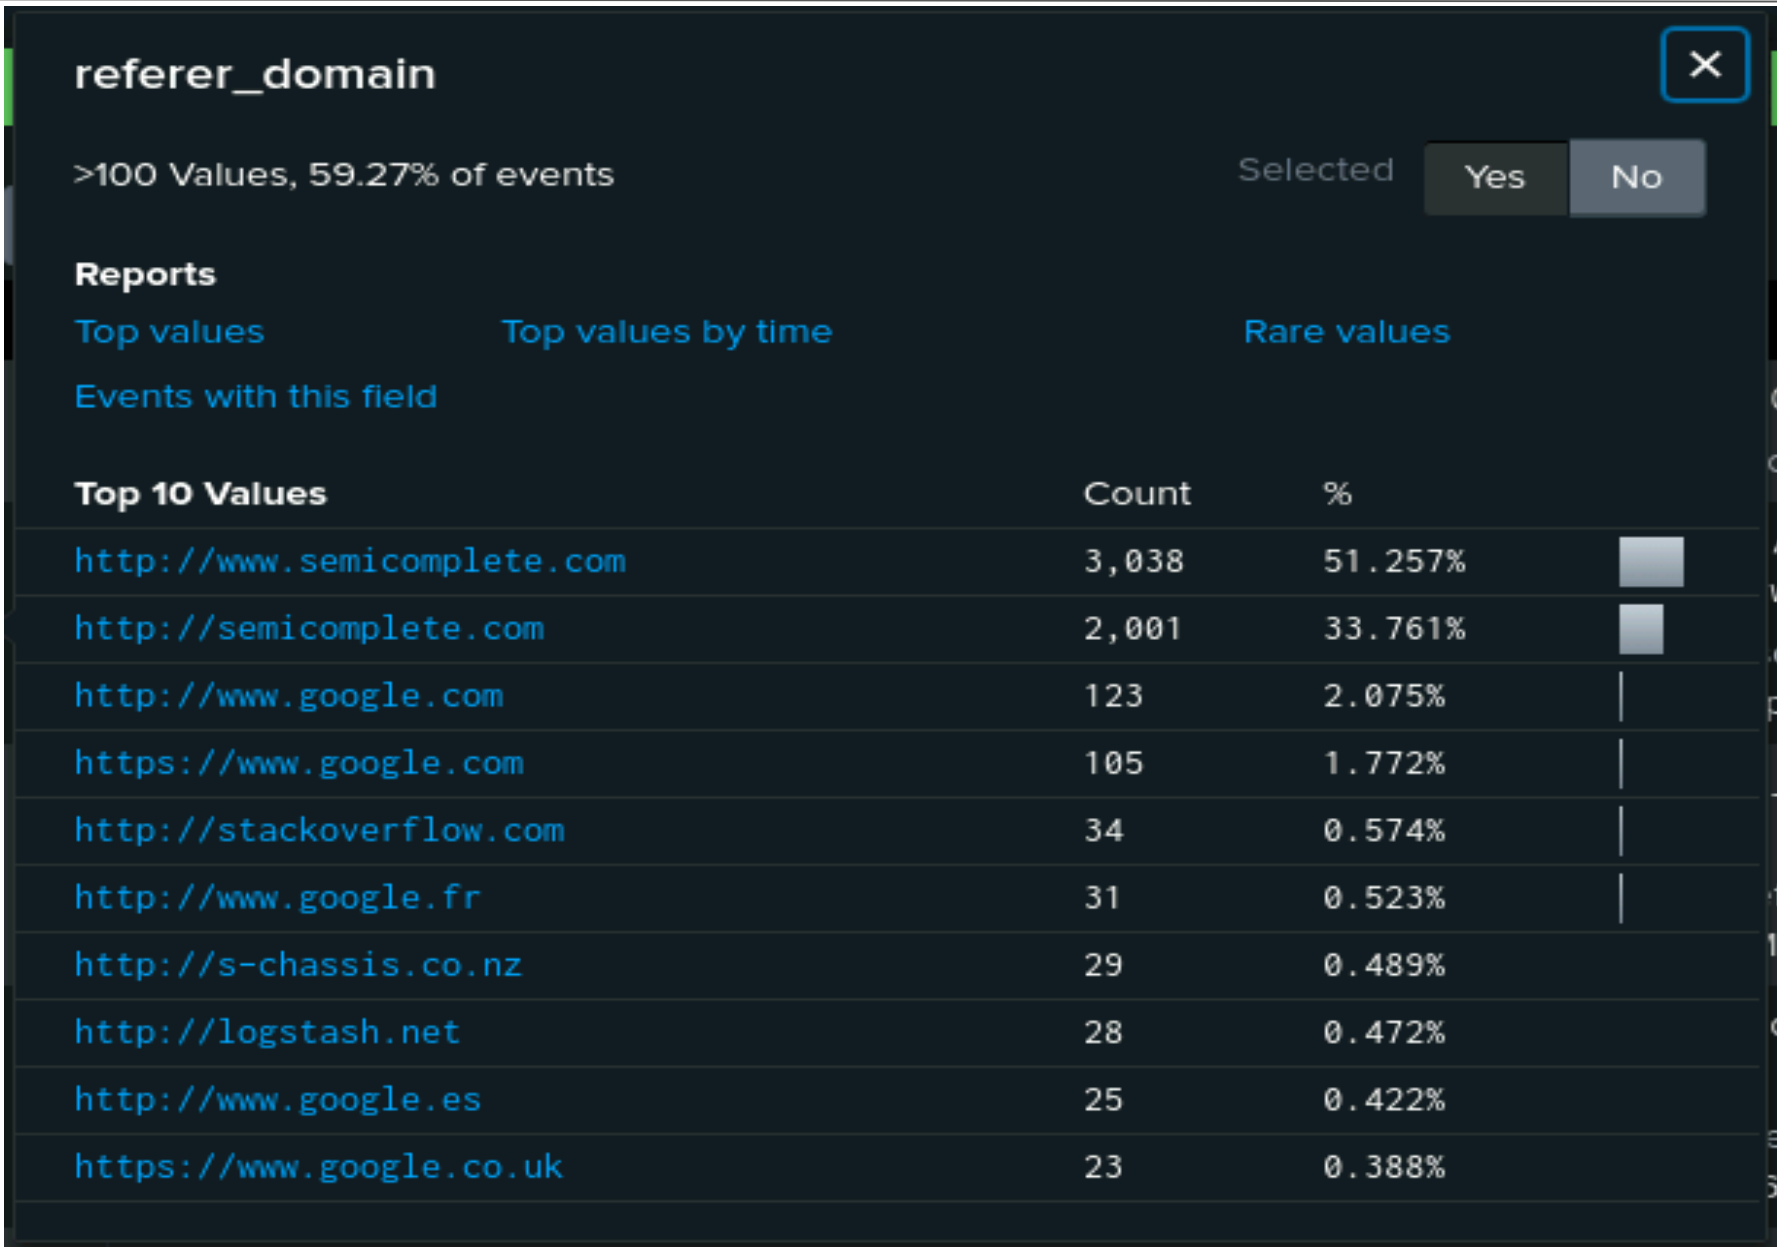 referer_domain
>100 Values, 59.27% of events
Selected Yes No
Reports
Top values Top values by time Rare values
Events with this field
Top 10 Values Count %
http://www.semicomplete.com 3,038 51.257%
http://semicomplete.com 2,001 33.761%
http://www.google.com 123 2.075%
https://www.google.com 105 1.772%
http://stackoverflow.com 34 0.574%
http://www.google.fr 31 0.523%
http://s-chassis.co.nz 29 0.489%
http://logstash.net 28 0.472%
http://www.google.es 25 0.422%
https://www.google.co.uk 23 0.388%